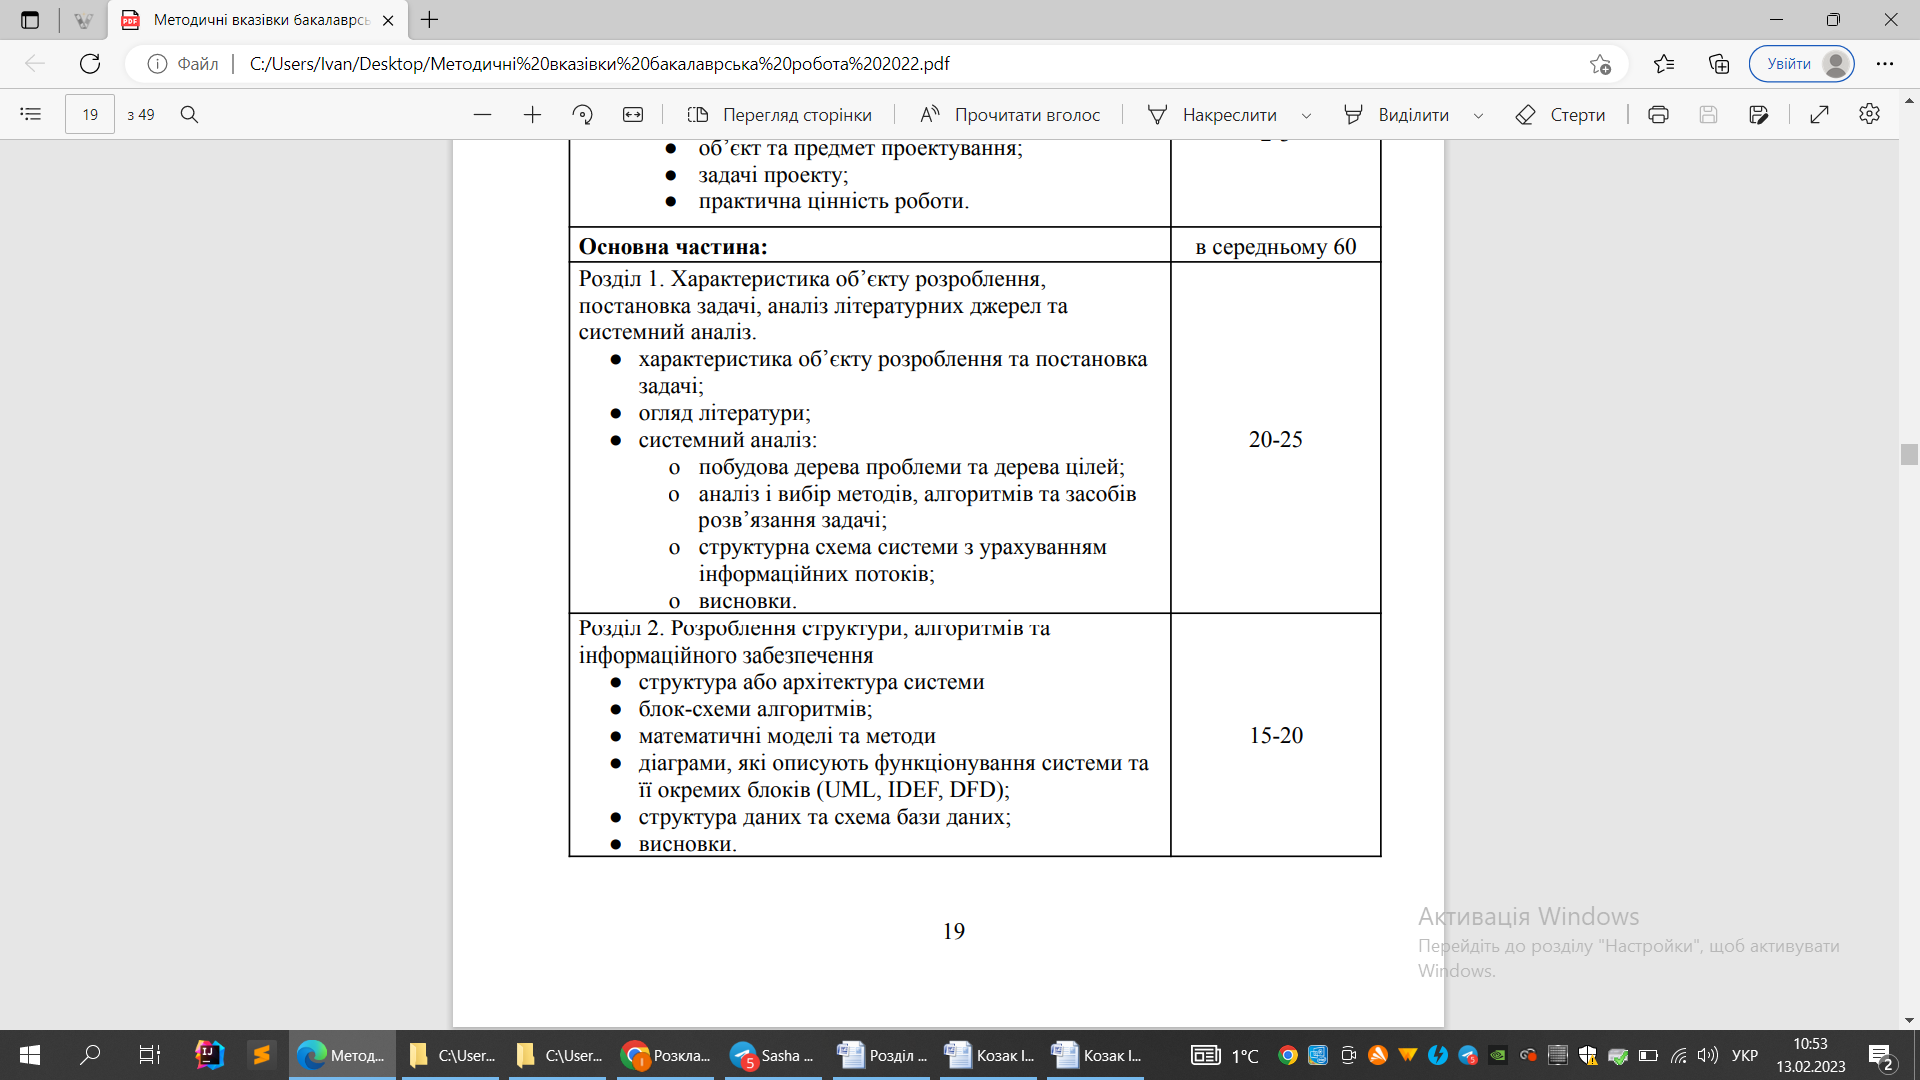 Методичні вказівки бакалаврсь
Файл
C:/Users/Ivan/Desktop/Методичні%20вказівки%20бакалаврська%20робота%202022.pdf
Увійти
19
з 49
Перегляд сторінки
Прочитати вголос
Накреслити
Виділити
Стерти
● об’єкт та предмет проектування;
● задачі проекту;
● практична цінність роботи.
Основна частина:
в середньому 60
Розділ 1. Характеристика об’єкту розроблення,
постановка задачі, аналіз літературних джерел та
системний аналіз.
● характеристика об’єкту розроблення та постановка
задачі;
● огляд літератури;
● системний аналіз:
o побудова дерева проблеми та дерева цілей;
o аналіз і вибір методів, алгоритмів та засобів
розв’язання задачі;
o структурна схема системи з урахуванням
інформаційних потоків;
o висновки.
20-25
Розділ 2. Розроблення структури, алгоритмів та
інформаційного забезпечення
● структура або архітектура системи
● блок-схеми алгоритмів;
● математичні моделі та методи
● діаграми, які описують функціонування системи та
її окремих блоків (UML, IDEF, DFD);
● структура даних та схема бази даних;
● висновки.
15-20
19
Активація Windows
Перейдіть до розділу "Настройки", щоб активувати
Windows.
Метод...
C:\User...
C:\User...
Розкла...
Sasha ...
Розділ ...
Козак І...
Козак І...
1°C
УКР
10:53
13.02.2023
2